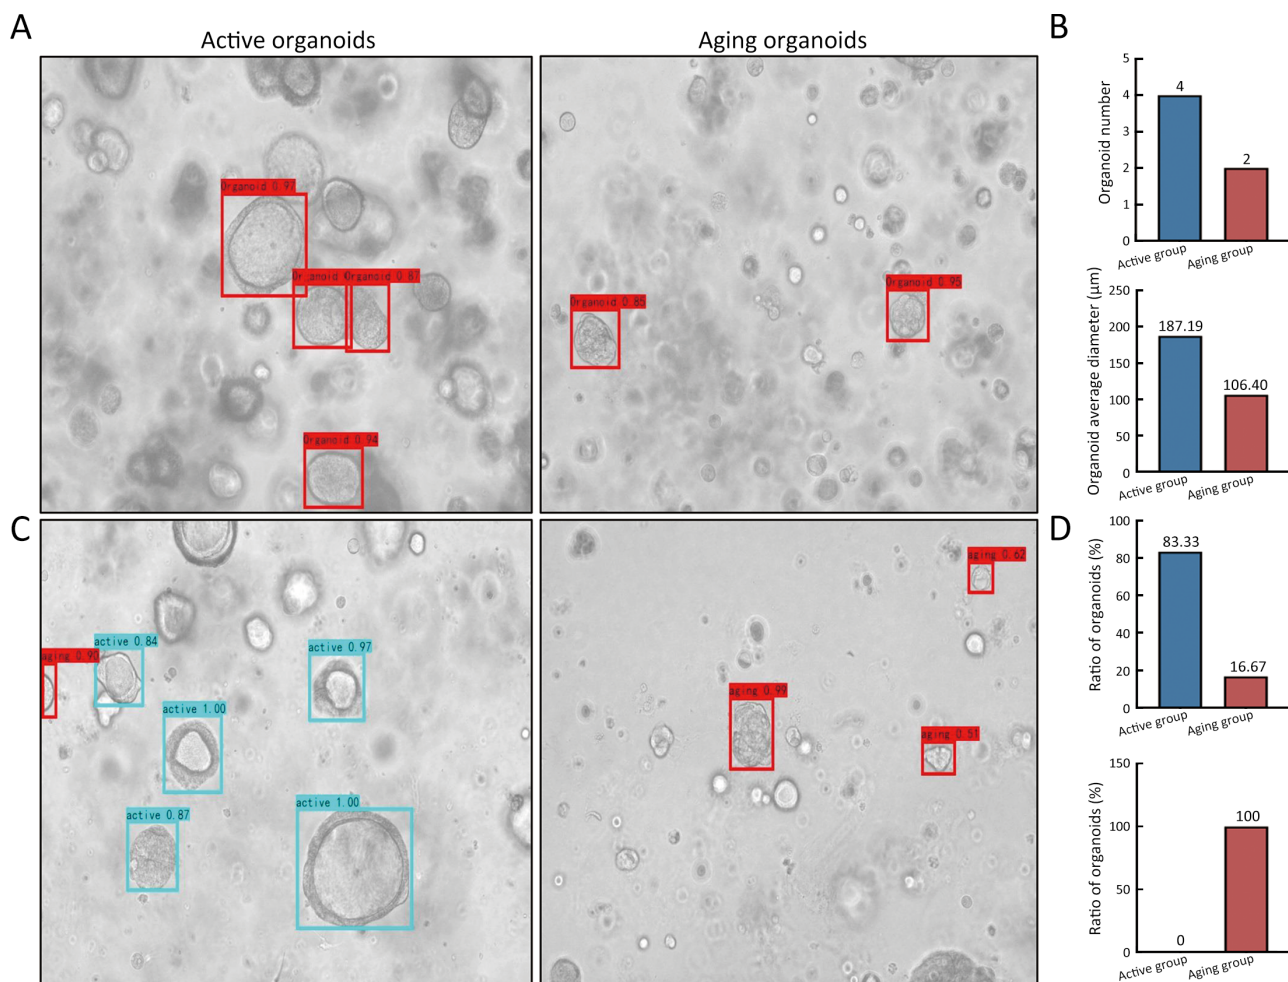 A
Active organoids
Aging organoids
Organoid 0.97
Organoid
Organoid 0.87
Organoid 0.94
Organoid 0.85
Organoid 0.95
B
Organoid number
5
4
3
2
1
0
4
2
Active group
Aging group
Organoid average diameter (μm)
250
200
150
100
50
0
187.19
106.40
Active group
Aging group
C
aging 0.90
active 0.84
active 0.97
active 1.00
active 0.87
active 1.00
aging 0.62
aging 0.99
aging 0.51
D
Ratio of organoids (%)
100
80
60
40
20
0
83.33
16.67
Active group
Aging group
Ratio of organoids (%)
150
100
50
0
0
100
Active group
Aging group